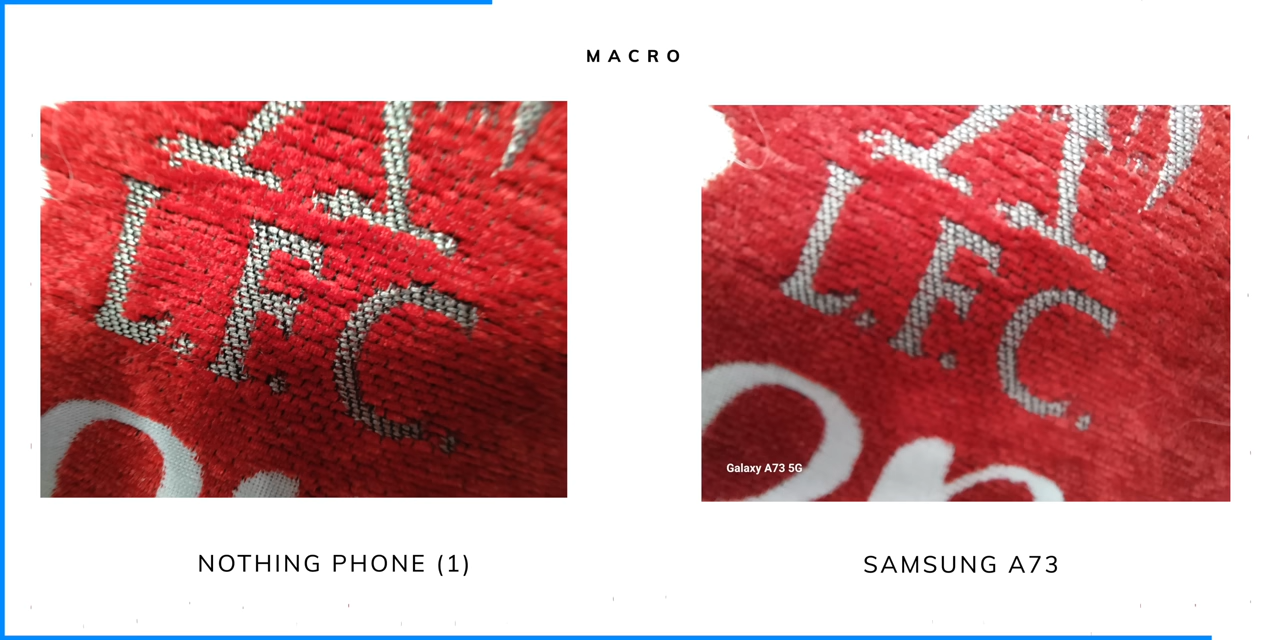 MACRO
L.F.C.
L.F.C.
Galaxy A73 5G
NOTHING PHONE (1)
SAMSUNG A73